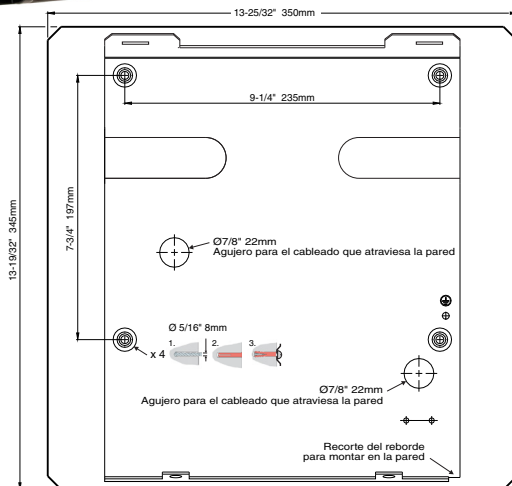 13-25/32" 350mm
9-1/4" 235mm
13-19/32" 345mm
7-3/4" 197mm
Ø7/8" 22mm
Agujero para el cableado que atraviesa la pared
Ø 5/16" 8mm
x 4
1.
2.
3.
Ø7/8" 22mm
Agujero para el cableado que atraviesa la pared
Recorte del reborde
para montar en la pared